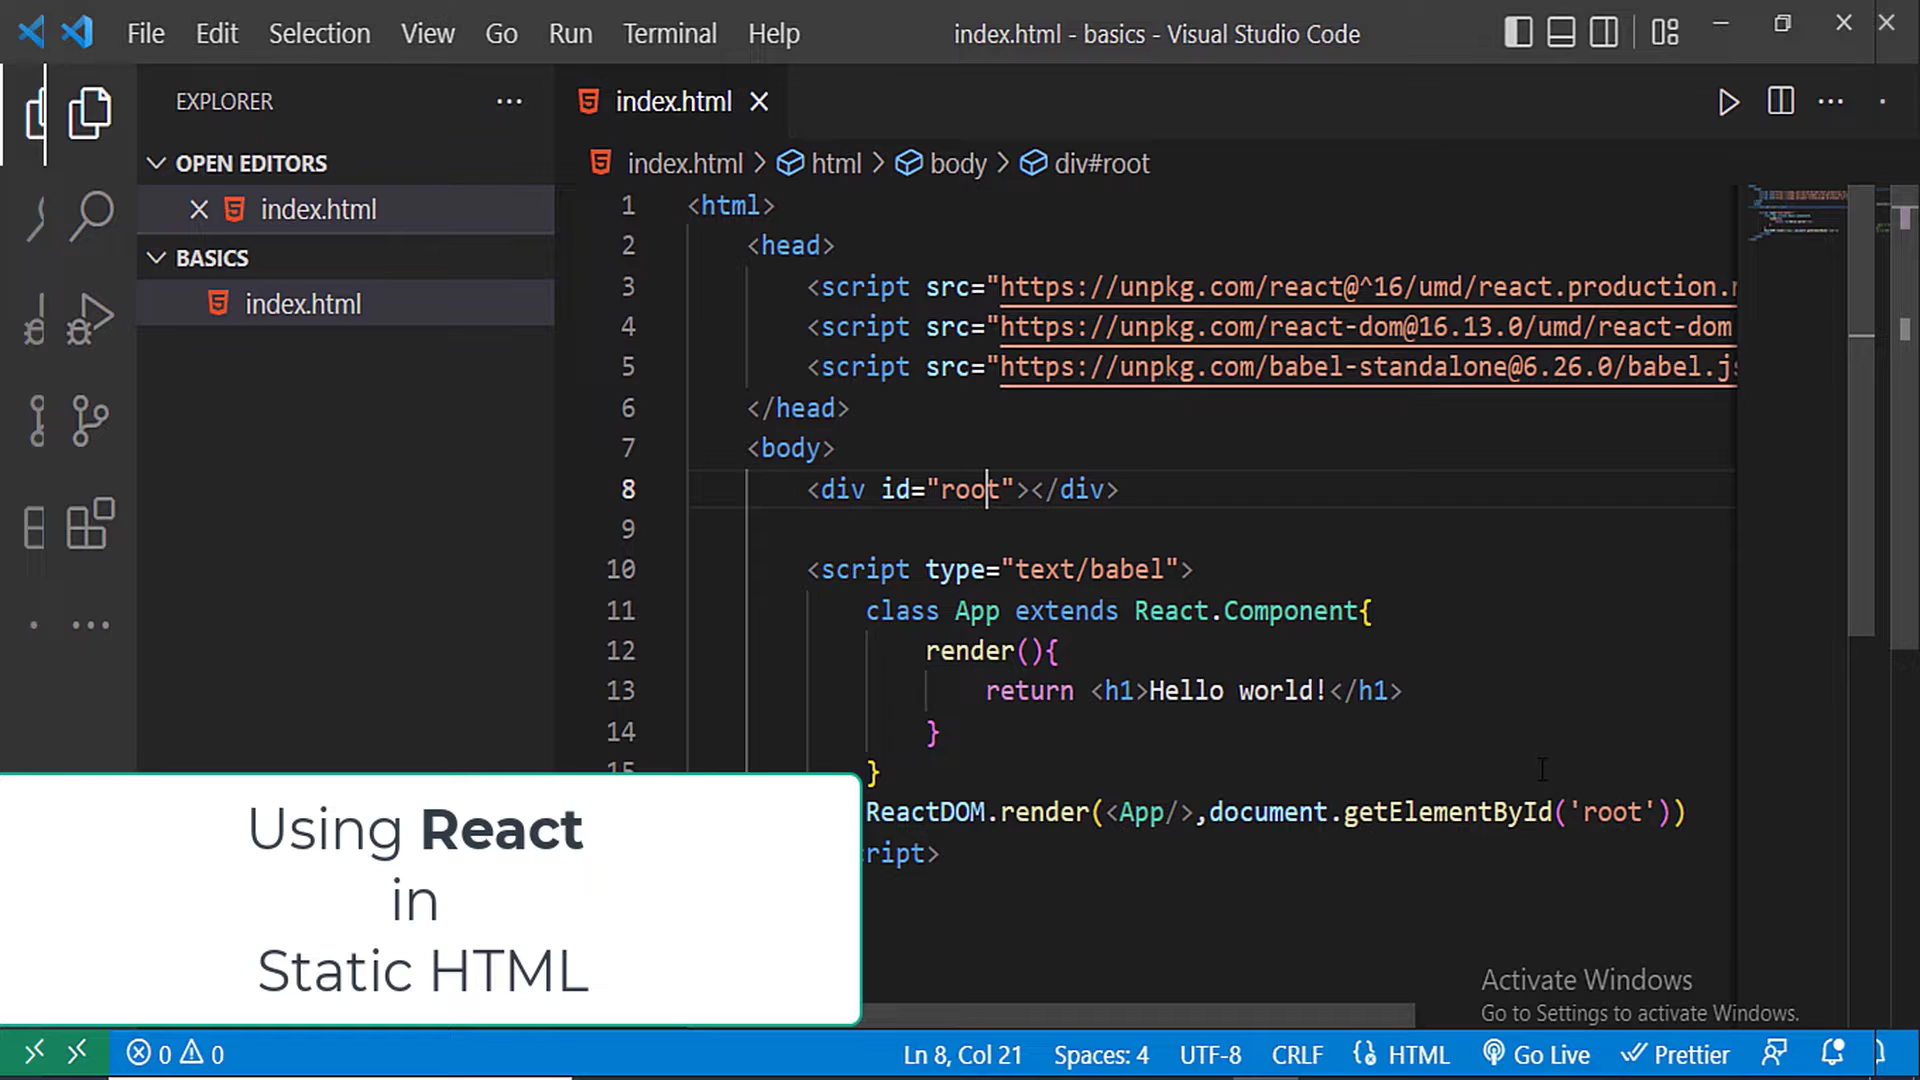 File Edit Selection View Go Run Terminal Help index.html - basics - Visual Studio Code
EXPLORER
index.html
OPEN EDITORS
index.html > html > body > div#root
index.html
BASICS
index.html
1 <html>
2 <head>
3 <script src="https://unpkg.com/react@^16/umd/react.production.
4 <script src="https://unpkg.com/react-dom@16.13.0/umd/react-dom
5 <script src="https://unpkg.com/babel-standalone@6.26.0/babel.j
6 </head>
7 <body>
8 <div id="root"></div>
9
10 <script type="text/babel">
11 class App extends React.Component{
12 render(){
13 return <h1>Hello world!</h1>
14 }
15 }
ReactDOM.render(<App/>,document.getElementById('root'))
ript>
Using React
in
Static HTML
Activate Windows
Go to Settings to activate Windows.
0 0 Ln 8, Col 21 Spaces: 4 UTF-8 CRLF HTML Go Live Prettier